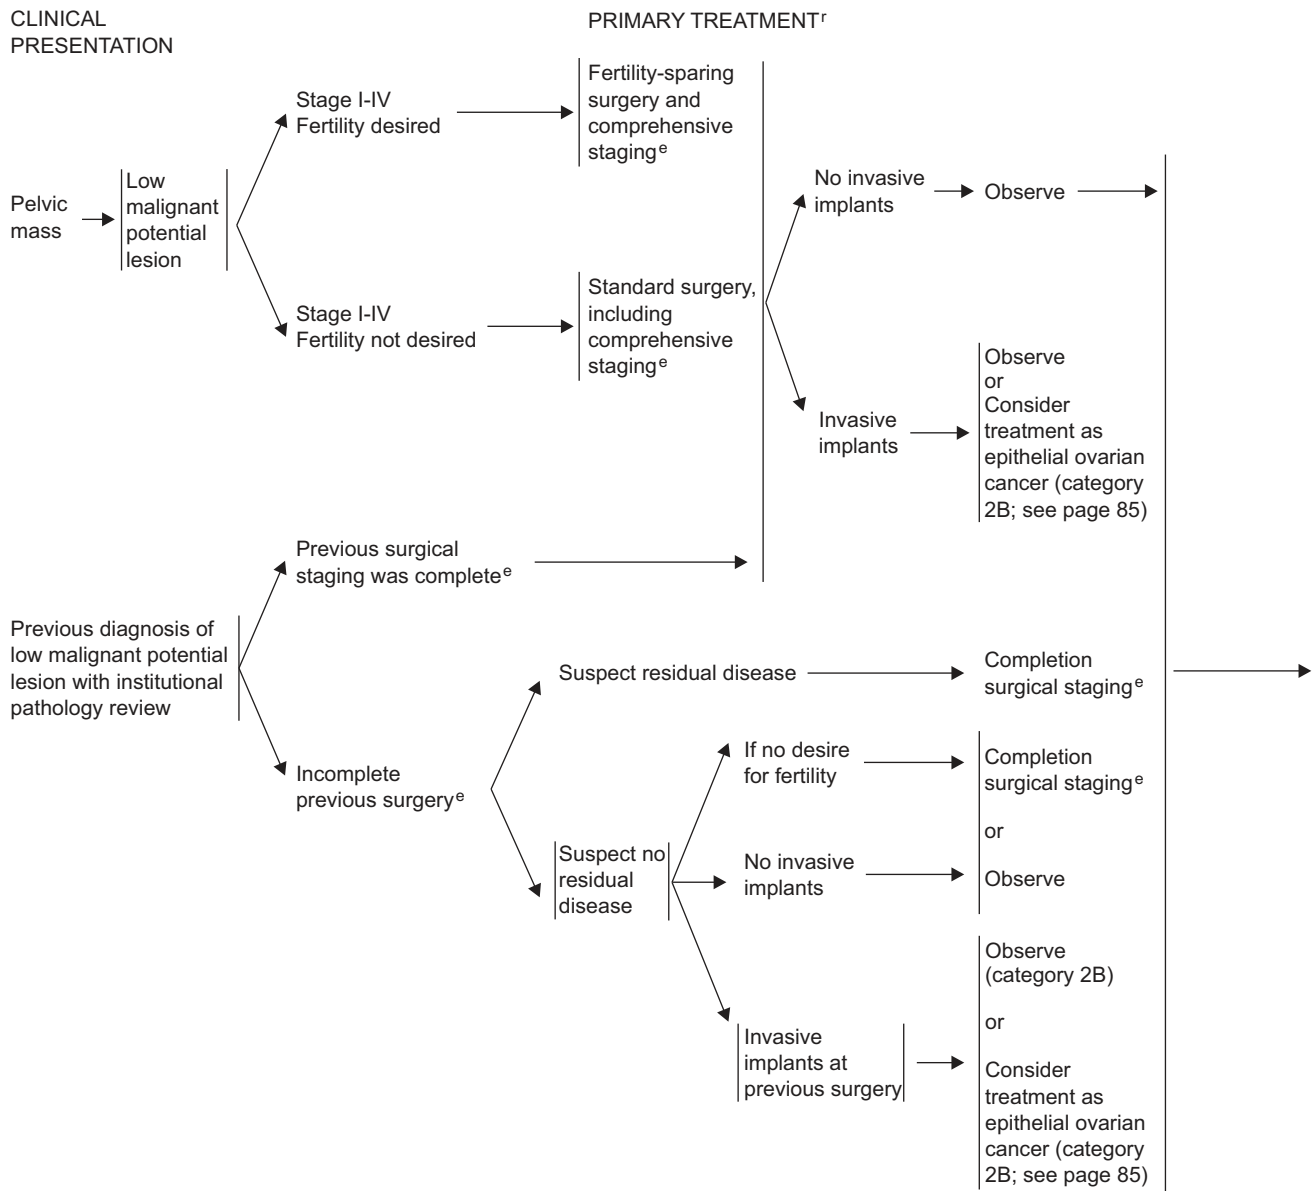 CLINICAL
PRESENTATION
PRIMARY TREATMENTʳ
Pelvic
mass
Low
malignant
potential
lesion
Stage I-IV
Fertility desired
Fertility-sparing
surgery and
comprehensive
stagingᵉ
Stage I-IV
Fertility not desired
Standard surgery,
including
comprehensive
stagingᵉ
No invasive
implants
Observe
Invasive
implants
Observe
or
Consider
treatment as
epithelial ovarian
cancer (category
2B; see page 85)
Previous diagnosis of
low malignant potential
lesion with institutional
pathology review
Previous surgical
staging was completeᵉ
Incomplete
previous surgeryᵉ
Suspect residual disease
Completion
surgical stagingᵉ
Suspect no
residual
disease
If no desire
for fertility
Completion
surgical stagingᵉ
or
No invasive
implants
Observe
Invasive
implants at
previous surgery
Observe
(category 2B)
or
Consider
treatment as
epithelial ovarian
cancer (category
2B; see page 85)